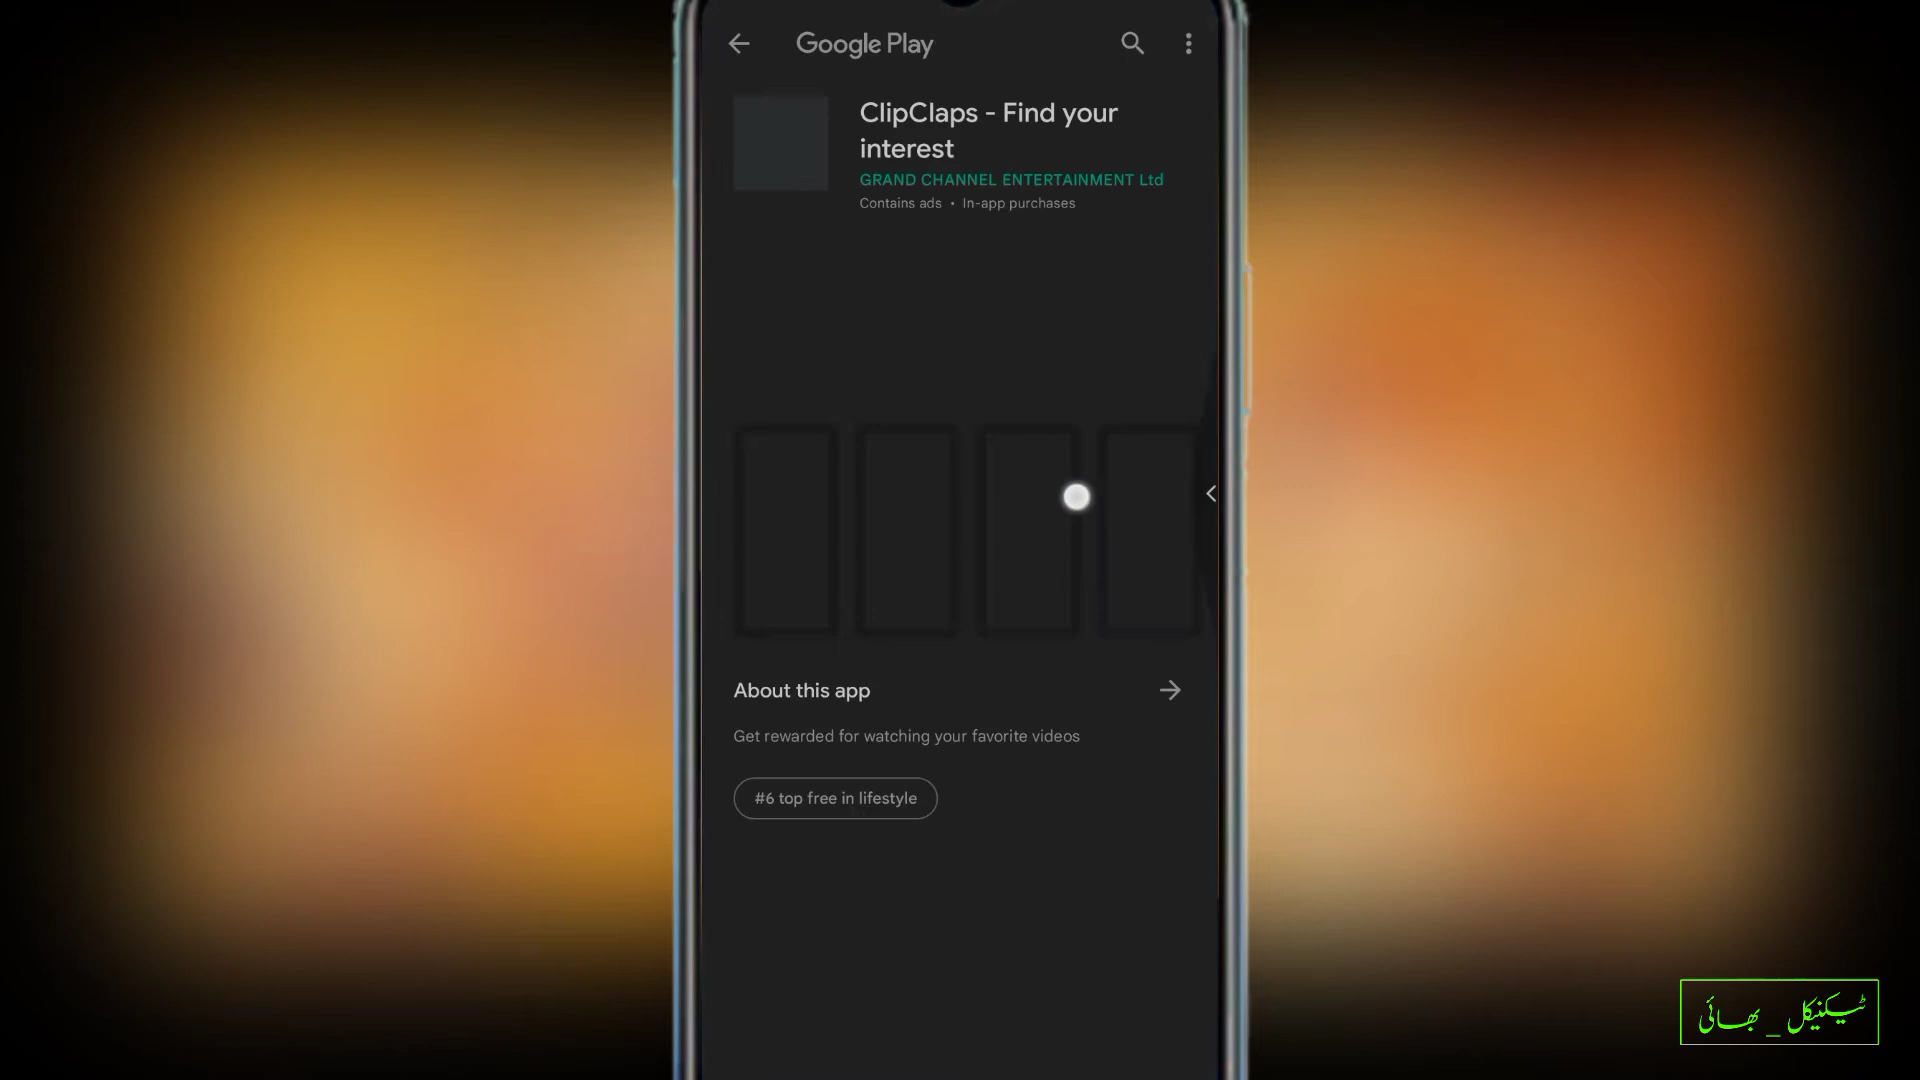 Google Play
ClipClaps - Find your
interest
GRAND CHANNEL ENTERTAINMENT Ltd
Contains ads • In-app purchases
About this app
Get rewarded for watching your favorite videos
#6 top free in lifestyle
ٹیکنیکل _ بھائی